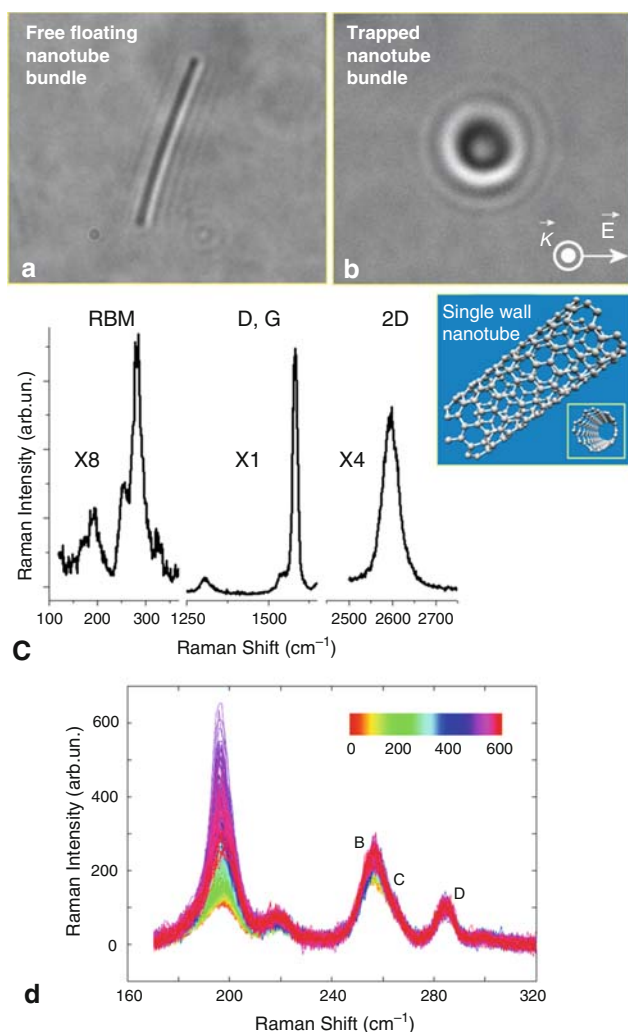 Free floating
nanotube
bundle
a
Trapped
nanotube
bundle
K
E
b
Raman Intensity (arb.un.)
RBM
D, G
2D
X8
X1
X4
100
200
300
1250
1500
2500
2600
2700
Raman Shift (cm–1)
C
Single wall
nanotube
Raman Intensity (arb.un.)
600
400
200
0
0
200
400
600
B
C
D
160
200
240
280
320
Raman Shift (cm–1)
d